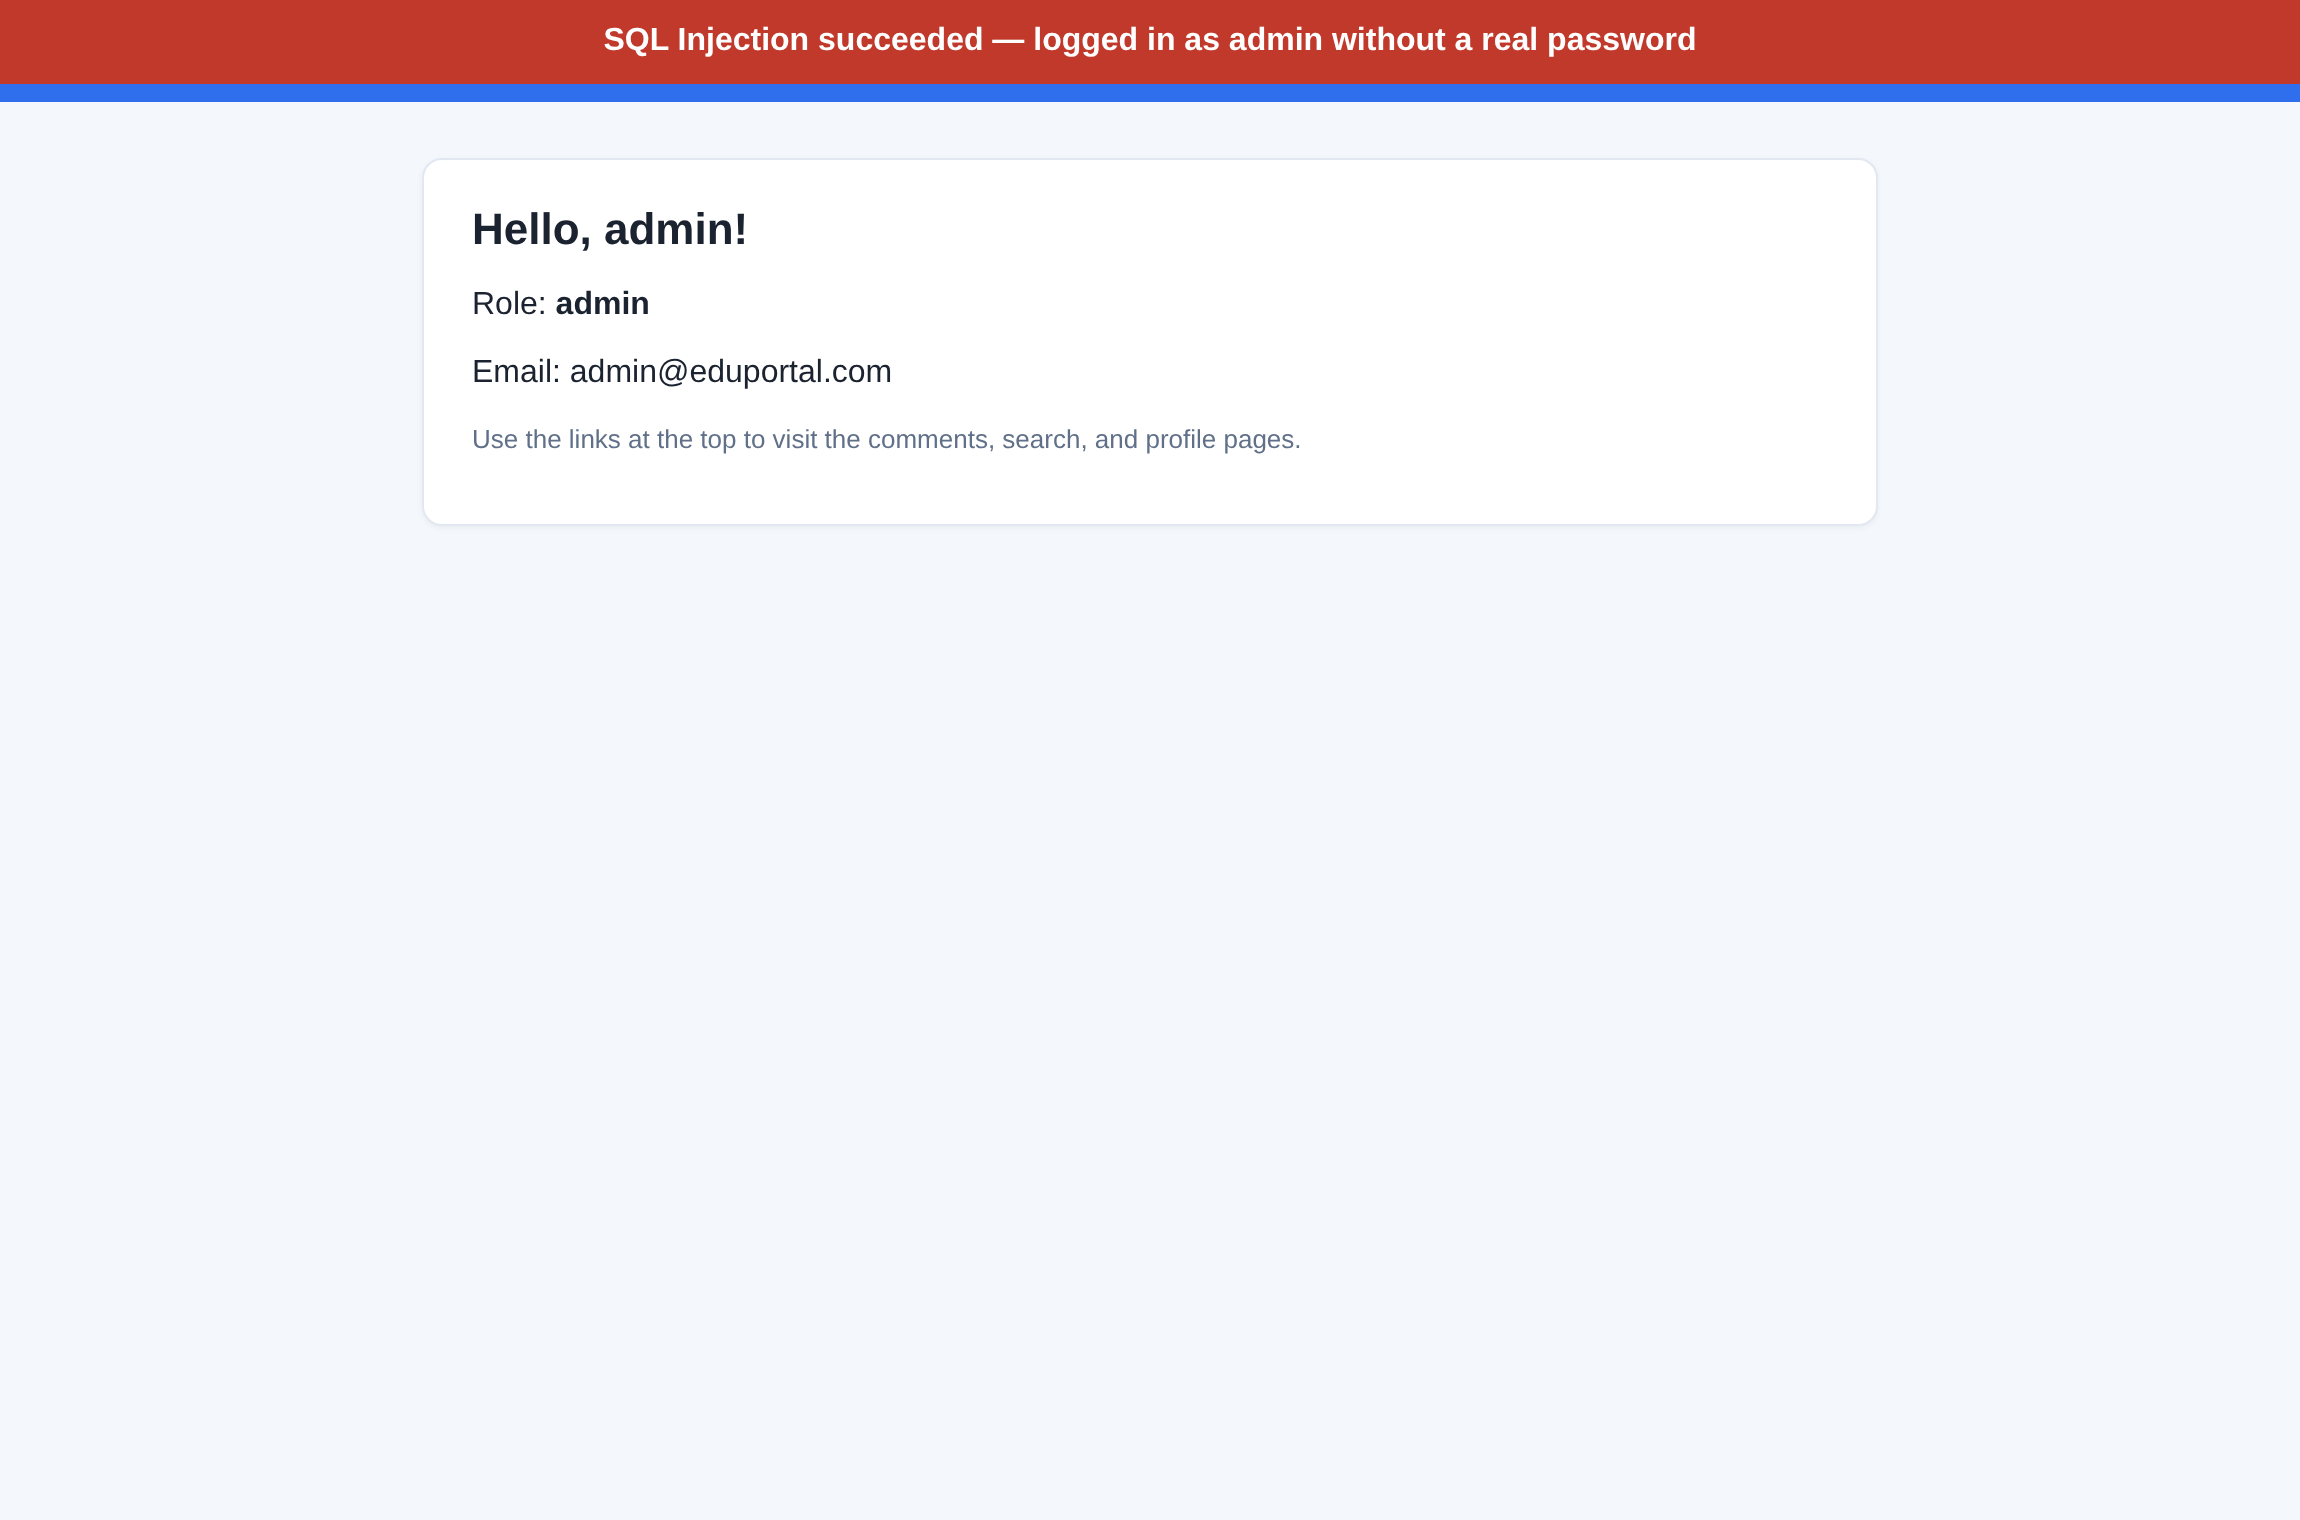 SQL Injection succeeded — logged in as admin without a real password
Hello, admin!
Role: admin
Email: admin@eduportal.com
Use the links at the top to visit the comments, search, and profile pages.